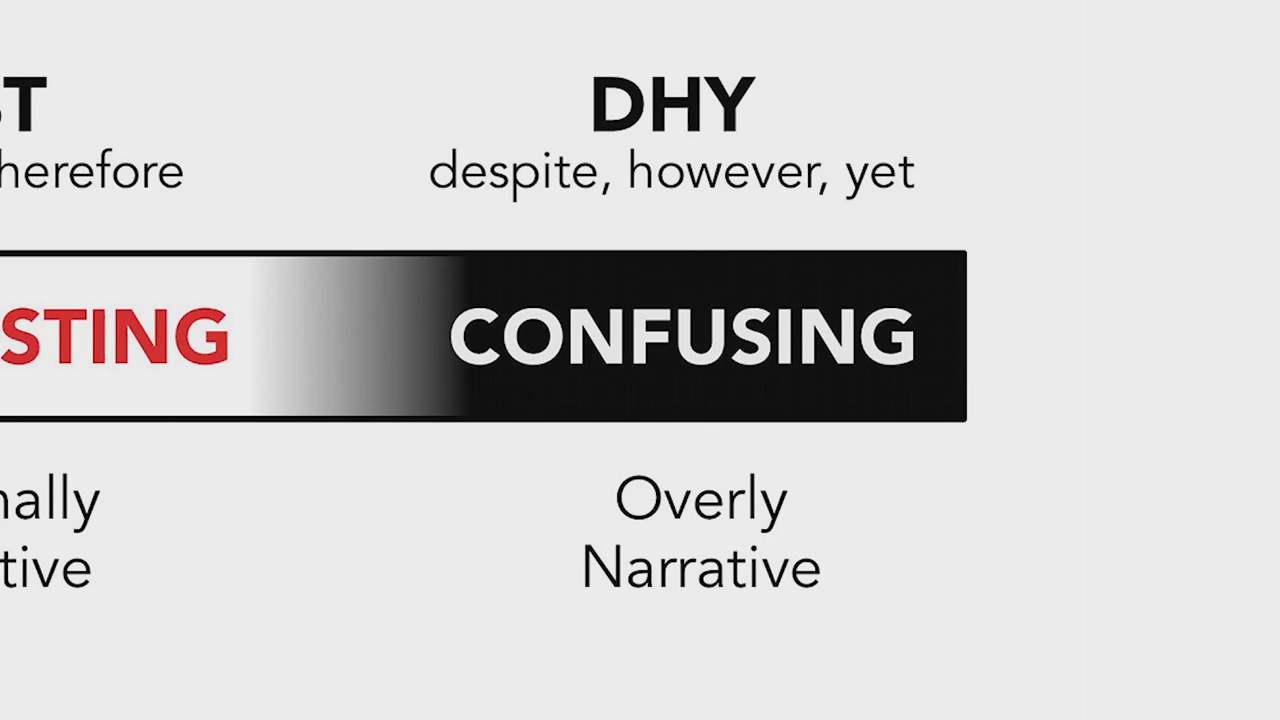 ST DHY
herefore despite, however, yet
STING CONFUSING
nally Overly
tive Narrative